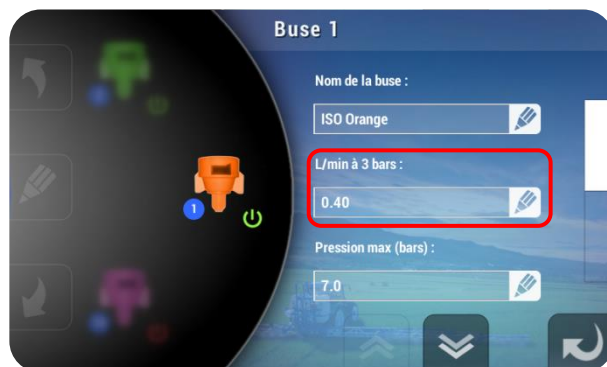 Buse 1
Nom de la buse :
ISO Orange
L/min à 3 bars :
0.40
1
Pression max (bars) :
7.0